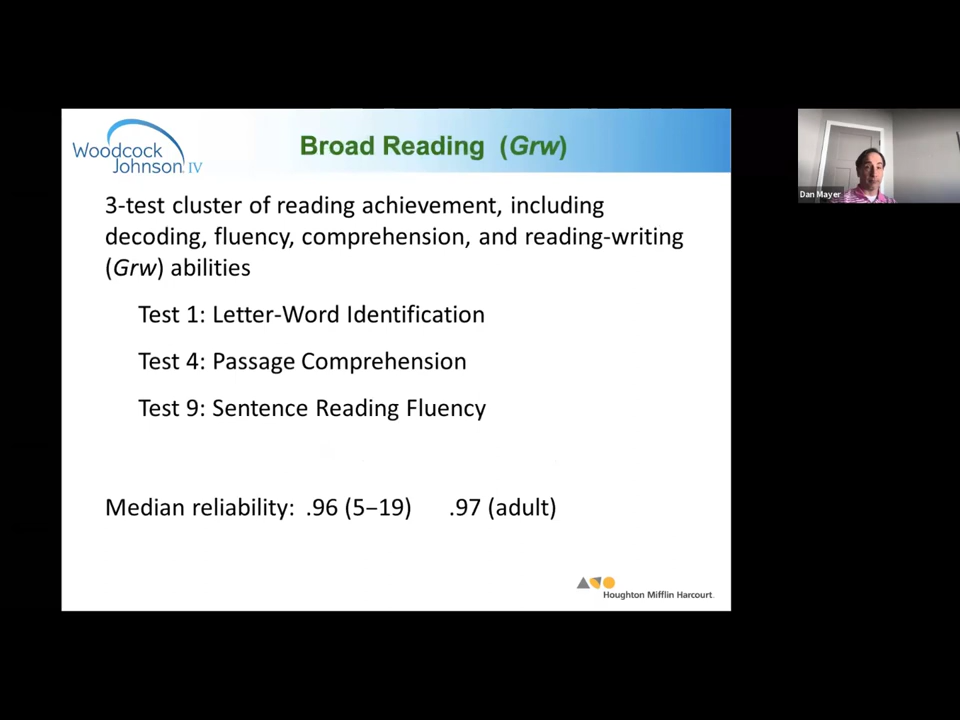 Woodcock
Johnson IV
Broad Reading (Grw)
3-test cluster of reading achievement, including
decoding, fluency, comprehension, and reading-writing
(Grw) abilities
Test 1: Letter-Word Identification
Test 4: Passage Comprehension
Test 9: Sentence Reading Fluency
Median reliability: .96 (5–19) .97 (adult)
Houghton Mifflin Harcourt
Dan Mayer